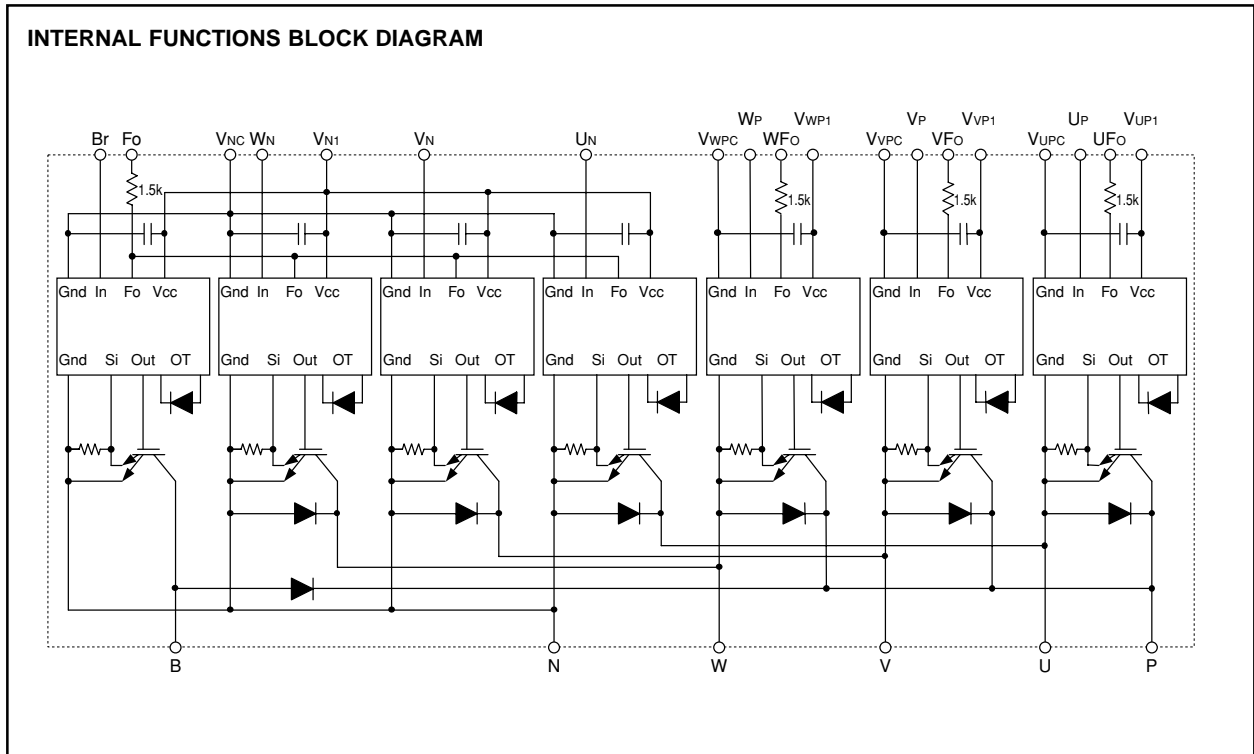 INTERNAL FUNCTIONS BLOCK DIAGRAM
WP VWP1 VP VVP1 UP VUP1
Br Fo VNC WN VN1 VN UN VWPC WFO VVPC VFO VUPC UFO
1.5k 1.5k 1.5k 1.5k
Gnd In Fo Vcc Gnd In Fo Vcc Gnd In Fo Vcc Gnd In Fo Vcc Gnd In Fo Vcc Gnd In Fo Vcc Gnd In Fo Vcc
Gnd Si Out OT Gnd Si Out OT Gnd Si Out OT Gnd Si Out OT Gnd Si Out OT Gnd Si Out OT Gnd Si Out OT
B N W V U P